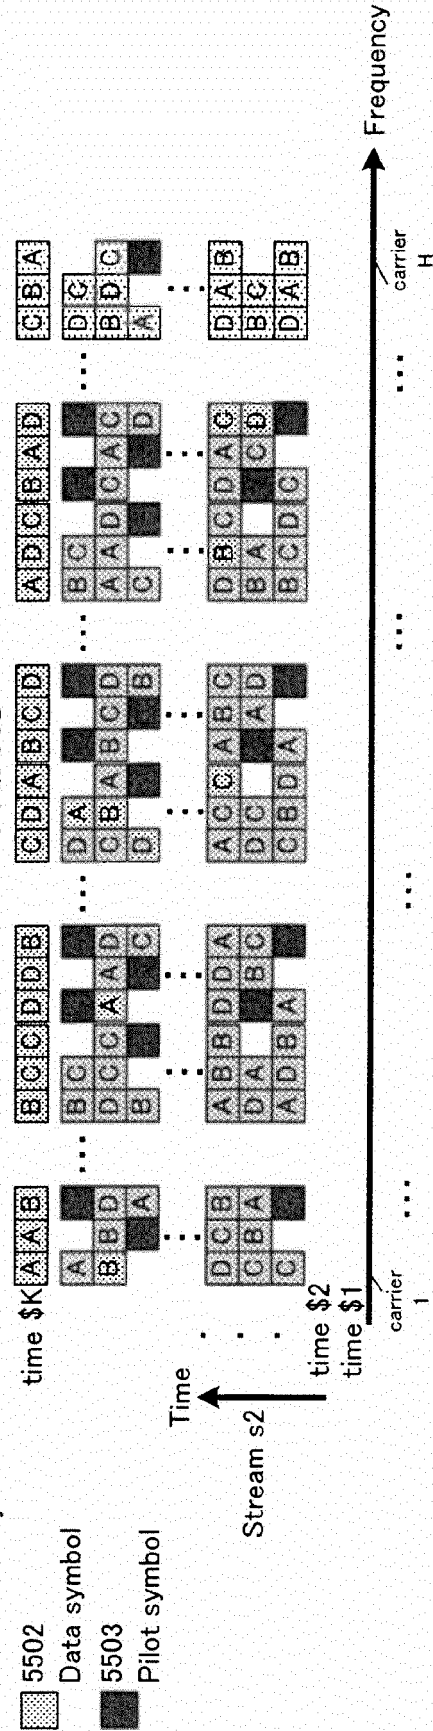 5502
Data symbol
5503
Pilot symbol
time $K
A A B B C C D D B C D A B C D A D C B A D C B A
A B C D A B C D C
B B D D C C A A D C B A B C D A A D C A C B D C
A B C D B C D A
Time
D C B A B B D D A A C C A B C D B C D A C D A B
C B A D A B C D C A D B A C D B C
C A D B A C B D A B C D C D A B
Stream s2
time $2
time $1
Frequency
carrier
1
carrier
H